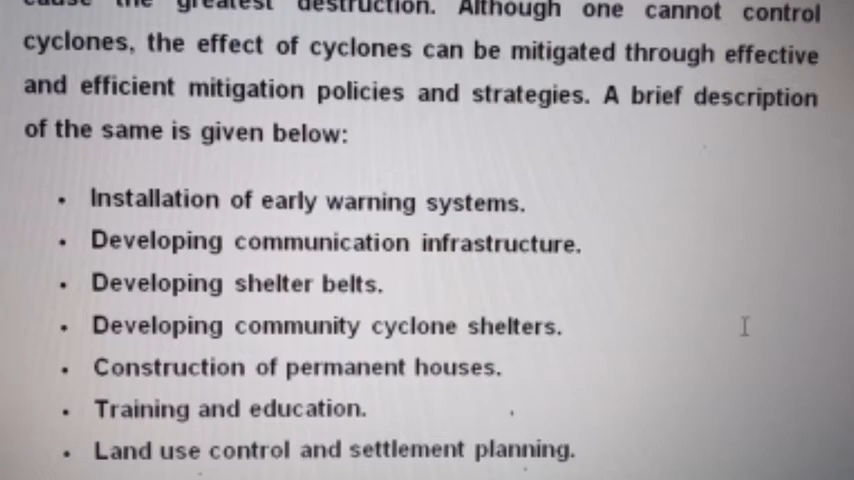 cause the greatest destruction. Although one cannot control
cyclones, the effect of cyclones can be mitigated through effective
and efficient mitigation policies and strategies. A brief description
of the same is given below:
• Installation of early warning systems.
• Developing communication infrastructure.
• Developing shelter belts.
• Developing community cyclone shelters.
• Construction of permanent houses.
• Training and education.
• Land use control and settlement planning.